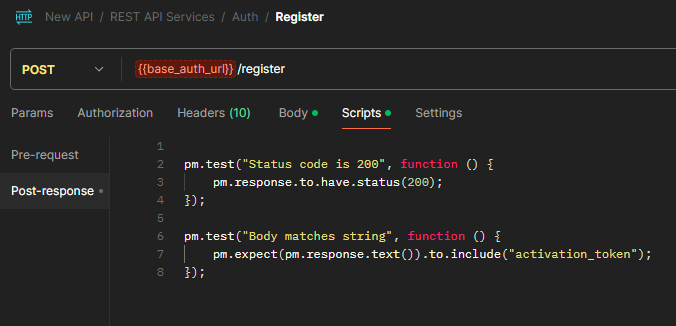 HTTP New API / REST API Services / Auth / Register
POST {{base_auth_url}} /register
Params Authorization Headers (10) Body Scripts Settings
Pre-request
Post-response
1
2 pm.test("Status code is 200", function () {
3 pm.response.to.have.status(200);
4 });
5
6 pm.test("Body matches string", function () {
7 pm.expect(pm.response.text()).to.include("activation_token");
8 });